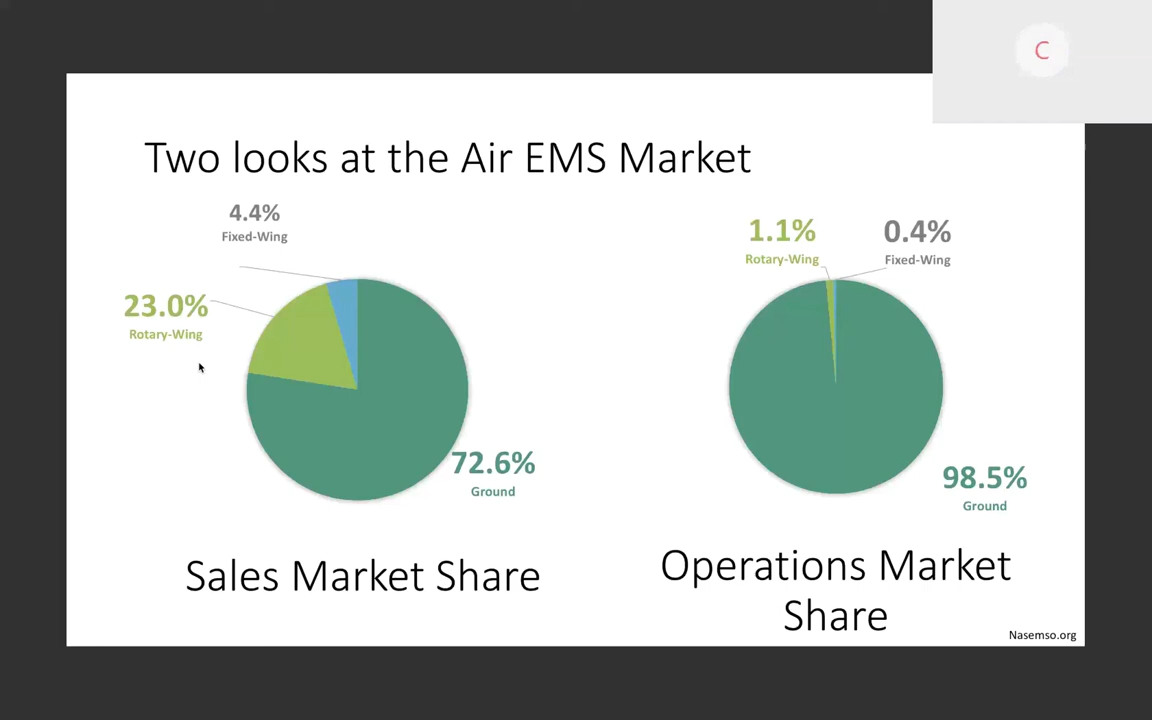 C
Two looks at the Air EMS Market
4.4%
Fixed-Wing
23.0%
Rotary-Wing
72.6%
Ground
Sales Market Share
1.1%
Rotary-Wing
0.4%
Fixed-Wing
98.5%
Ground
Operations Market
Share
Nasemso.org